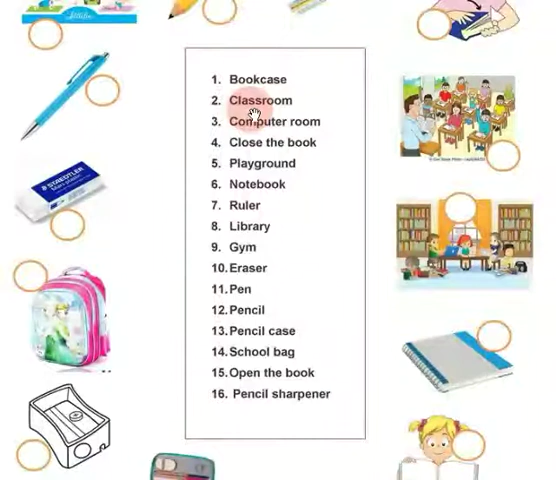 1. Bookcase
2. Classroom
3. Computer room
4. Close the book
5. Playground
6. Notebook
7. Ruler
8. Library
9. Gym
10. Eraser
11. Pen
12. Pencil
13. Pencil case
14. School bag
15. Open the book
16. Pencil sharpener
STAEDTLER